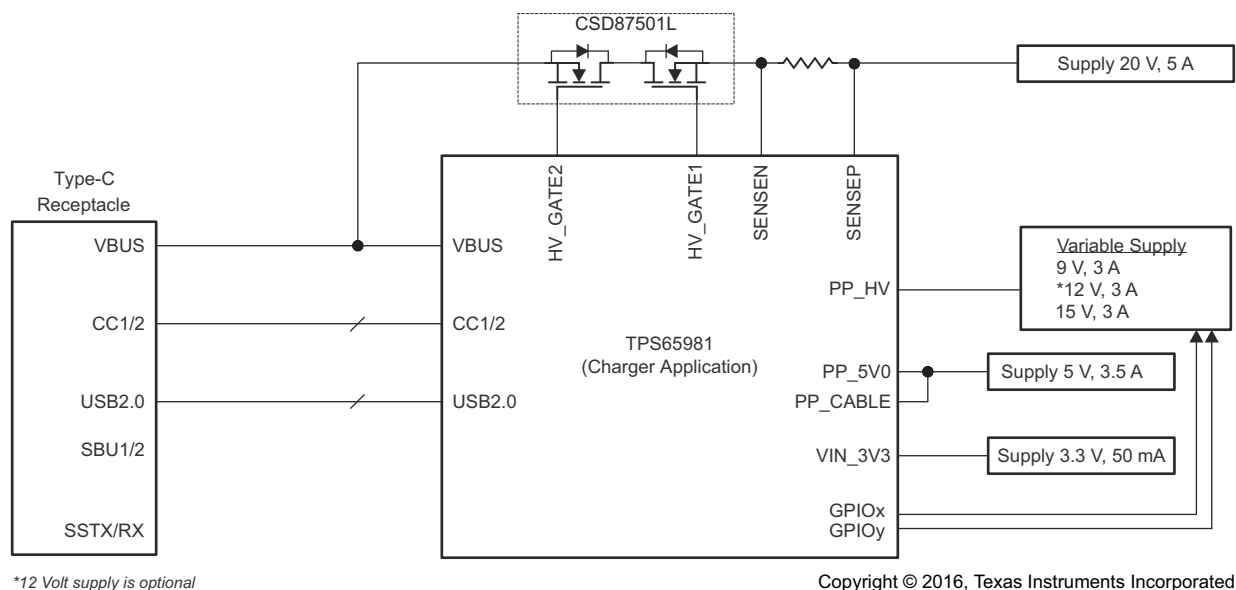 CSD87501L
Supply 20 V, 5 A
HV_GATE2
HV_GATE1
SENSEN
SENSEP
Type-C
Receptacle
VBUS
VBUS
CC1/2
CC1/2
USB2.0
USB2.0
SBU1/2
SSTX/RX
TPS65981
(Charger Application)
PP_HV
Variable Supply
9 V, 3 A
*12 V, 3 A
15 V, 3 A
PP_5V0
Supply 5 V, 3.5 A
PP_CABLE
VIN_3V3
Supply 3.3 V, 50 mA
GPIOx
GPIOy
*12 Volt supply is optional
Copyright © 2016, Texas Instruments Incorporated